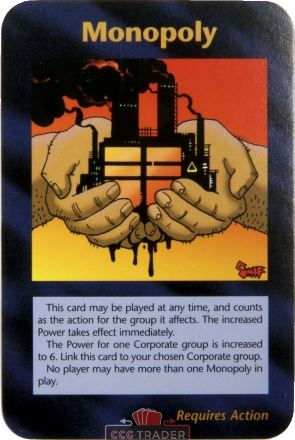 Monopoly
This card may be played at any time, and counts
as the action for the group it affects. The increased
Power takes effect immediately.
The Power for one Corporate group is increased
to 6. Link this card to your chosen Corporate group.
No player may have more than one Monopoly in
play.
Requires Action
CCG TRADER